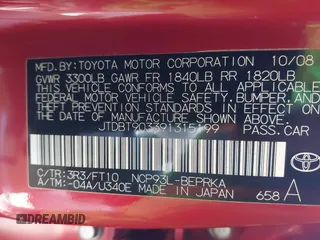 MFD.BY:TOYOTA MOTOR CORPORATION 10/08
GVWR 3300LB GAWR FR 1840LB RR 1820LB
THIS VEHICLE CONFORMS TO ALL APPLICABLE
FEDERAL MOTOR VEHICLE SAFETY, BUMPER, AND
THEFT PREVENTION STANDARDS IN EFFECT ON
THE DATE OF MANUFACTURE SHOWN ABOVE.
JTDBT903391315199 PASS.CAR
C/TR:3R3/FT10 NCP93L-BEPRKA
A/TM:-04A/U340E MADE IN JAPAN
658 A
TOYOTA
DREAMBID